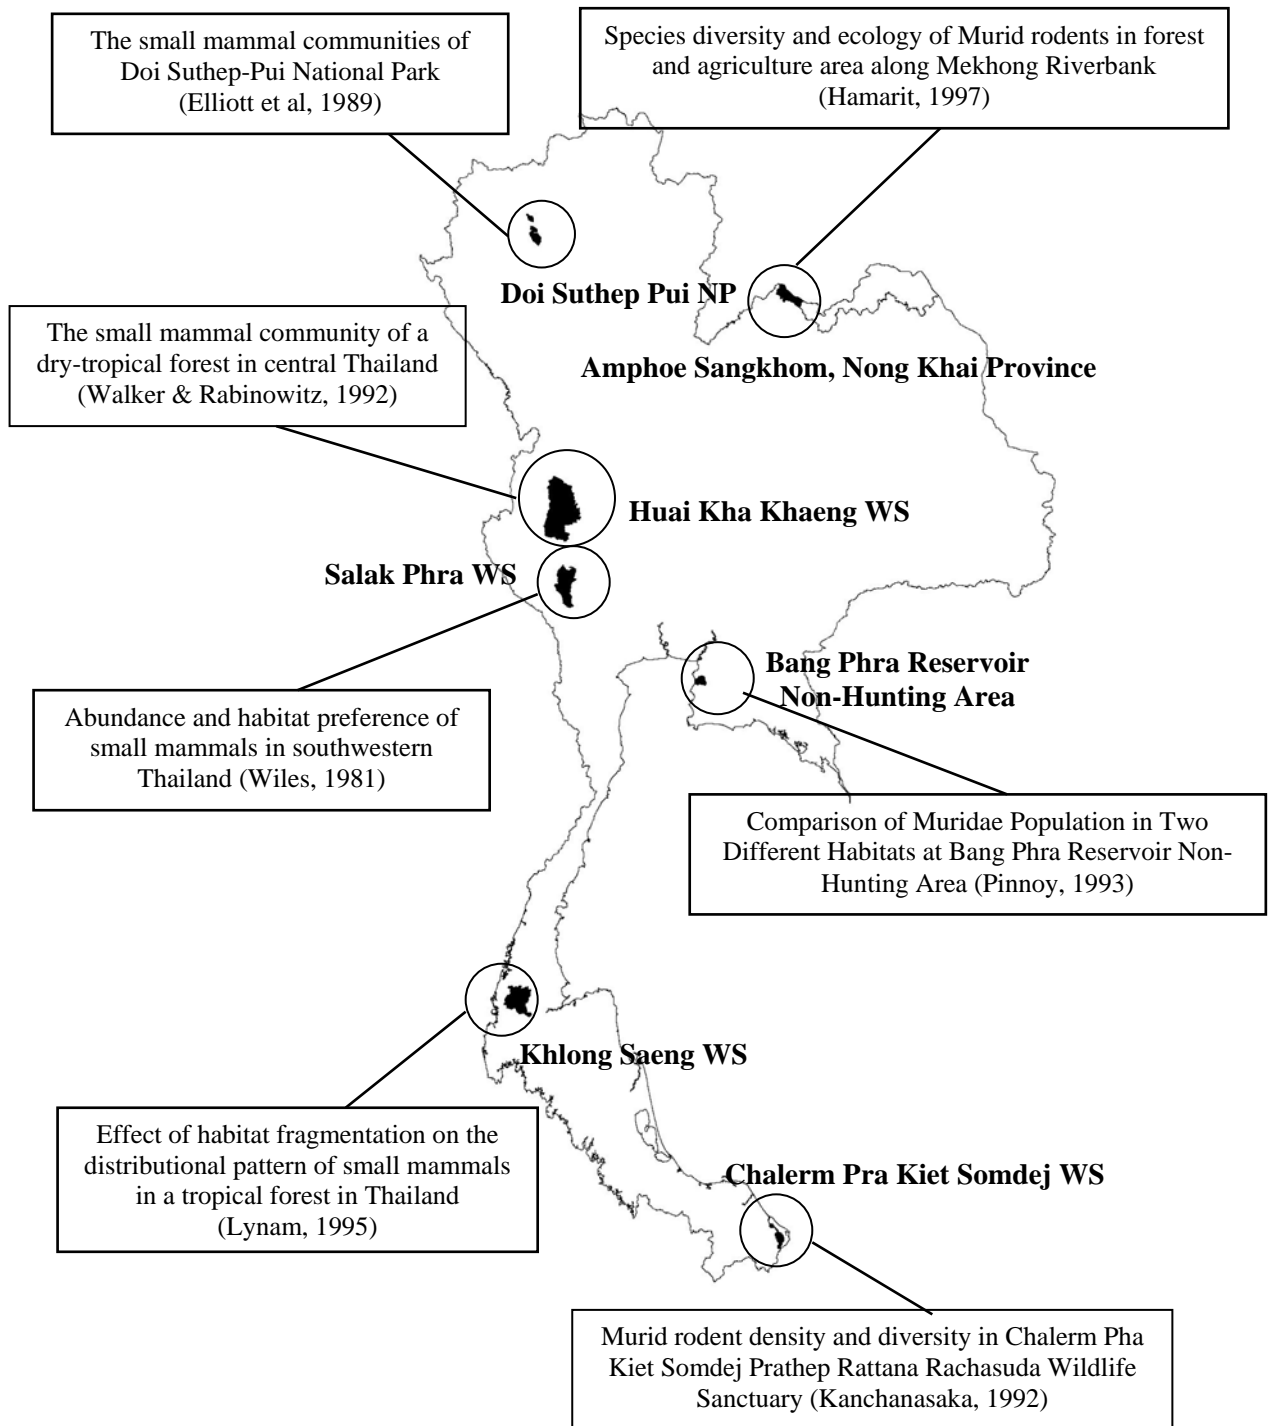 The small mammal communities of
Doi Suthep-Pui National Park
(Elliott et al, 1989)
Species diversity and ecology of Murid rodents in forest
and agriculture area along Mekhong Riverbank
(Hamarit, 1997)
Doi Suthep Pui NP
Amphoe Sangkhom, Nong Khai Province
The small mammal community of a
dry-tropical forest in central Thailand
(Walker & Rabinowitz, 1992)
Huai Kha Khaeng WS
Salak Phra WS
Bang Phra Reservoir
Non-Hunting Area
Abundance and habitat preference of
small mammals in southwestern
Thailand (Wiles, 1981)
Comparison of Muridae Population in Two
Different Habitats at Bang Phra Reservoir Non-
Hunting Area (Pinnoy, 1993)
Khlong Saeng WS
Effect of habitat fragmentation on the
distributional pattern of small mammals
in a tropical forest in Thailand
(Lynam, 1995)
Chalerm Pra Kiet Somdej WS
Murid rodent density and diversity in Chalerm Pha
Kiet Somdej Prathep Rattana Rachasuda Wildlife
Sanctuary (Kanchanasaka, 1992)